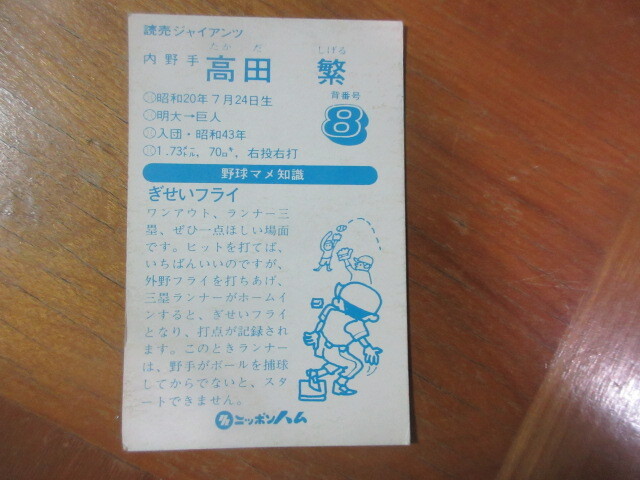 読売ジャイアンツ
たかだ しげる
内野手 高田 繁
背番号
8
昭和20年7月24日生
明大→巨人
入団・昭和43年
1.73㍍, 70㌔, 右投右打
野球マメ知識
ぎせいフライ
ワンアウト、ランナー三
塁、ぜひ一点ほしい場面
です。ヒットを打てば、
いちばんいいのですが、
外野フライを打ちあげ、
三塁ランナーがホームイ
ンすると、ぎせいフライ
となり、打点が記録されま
す。このときランナー
は、野手がボールを捕球
してからでないと、スタ
ートできません。
ニッポンハム